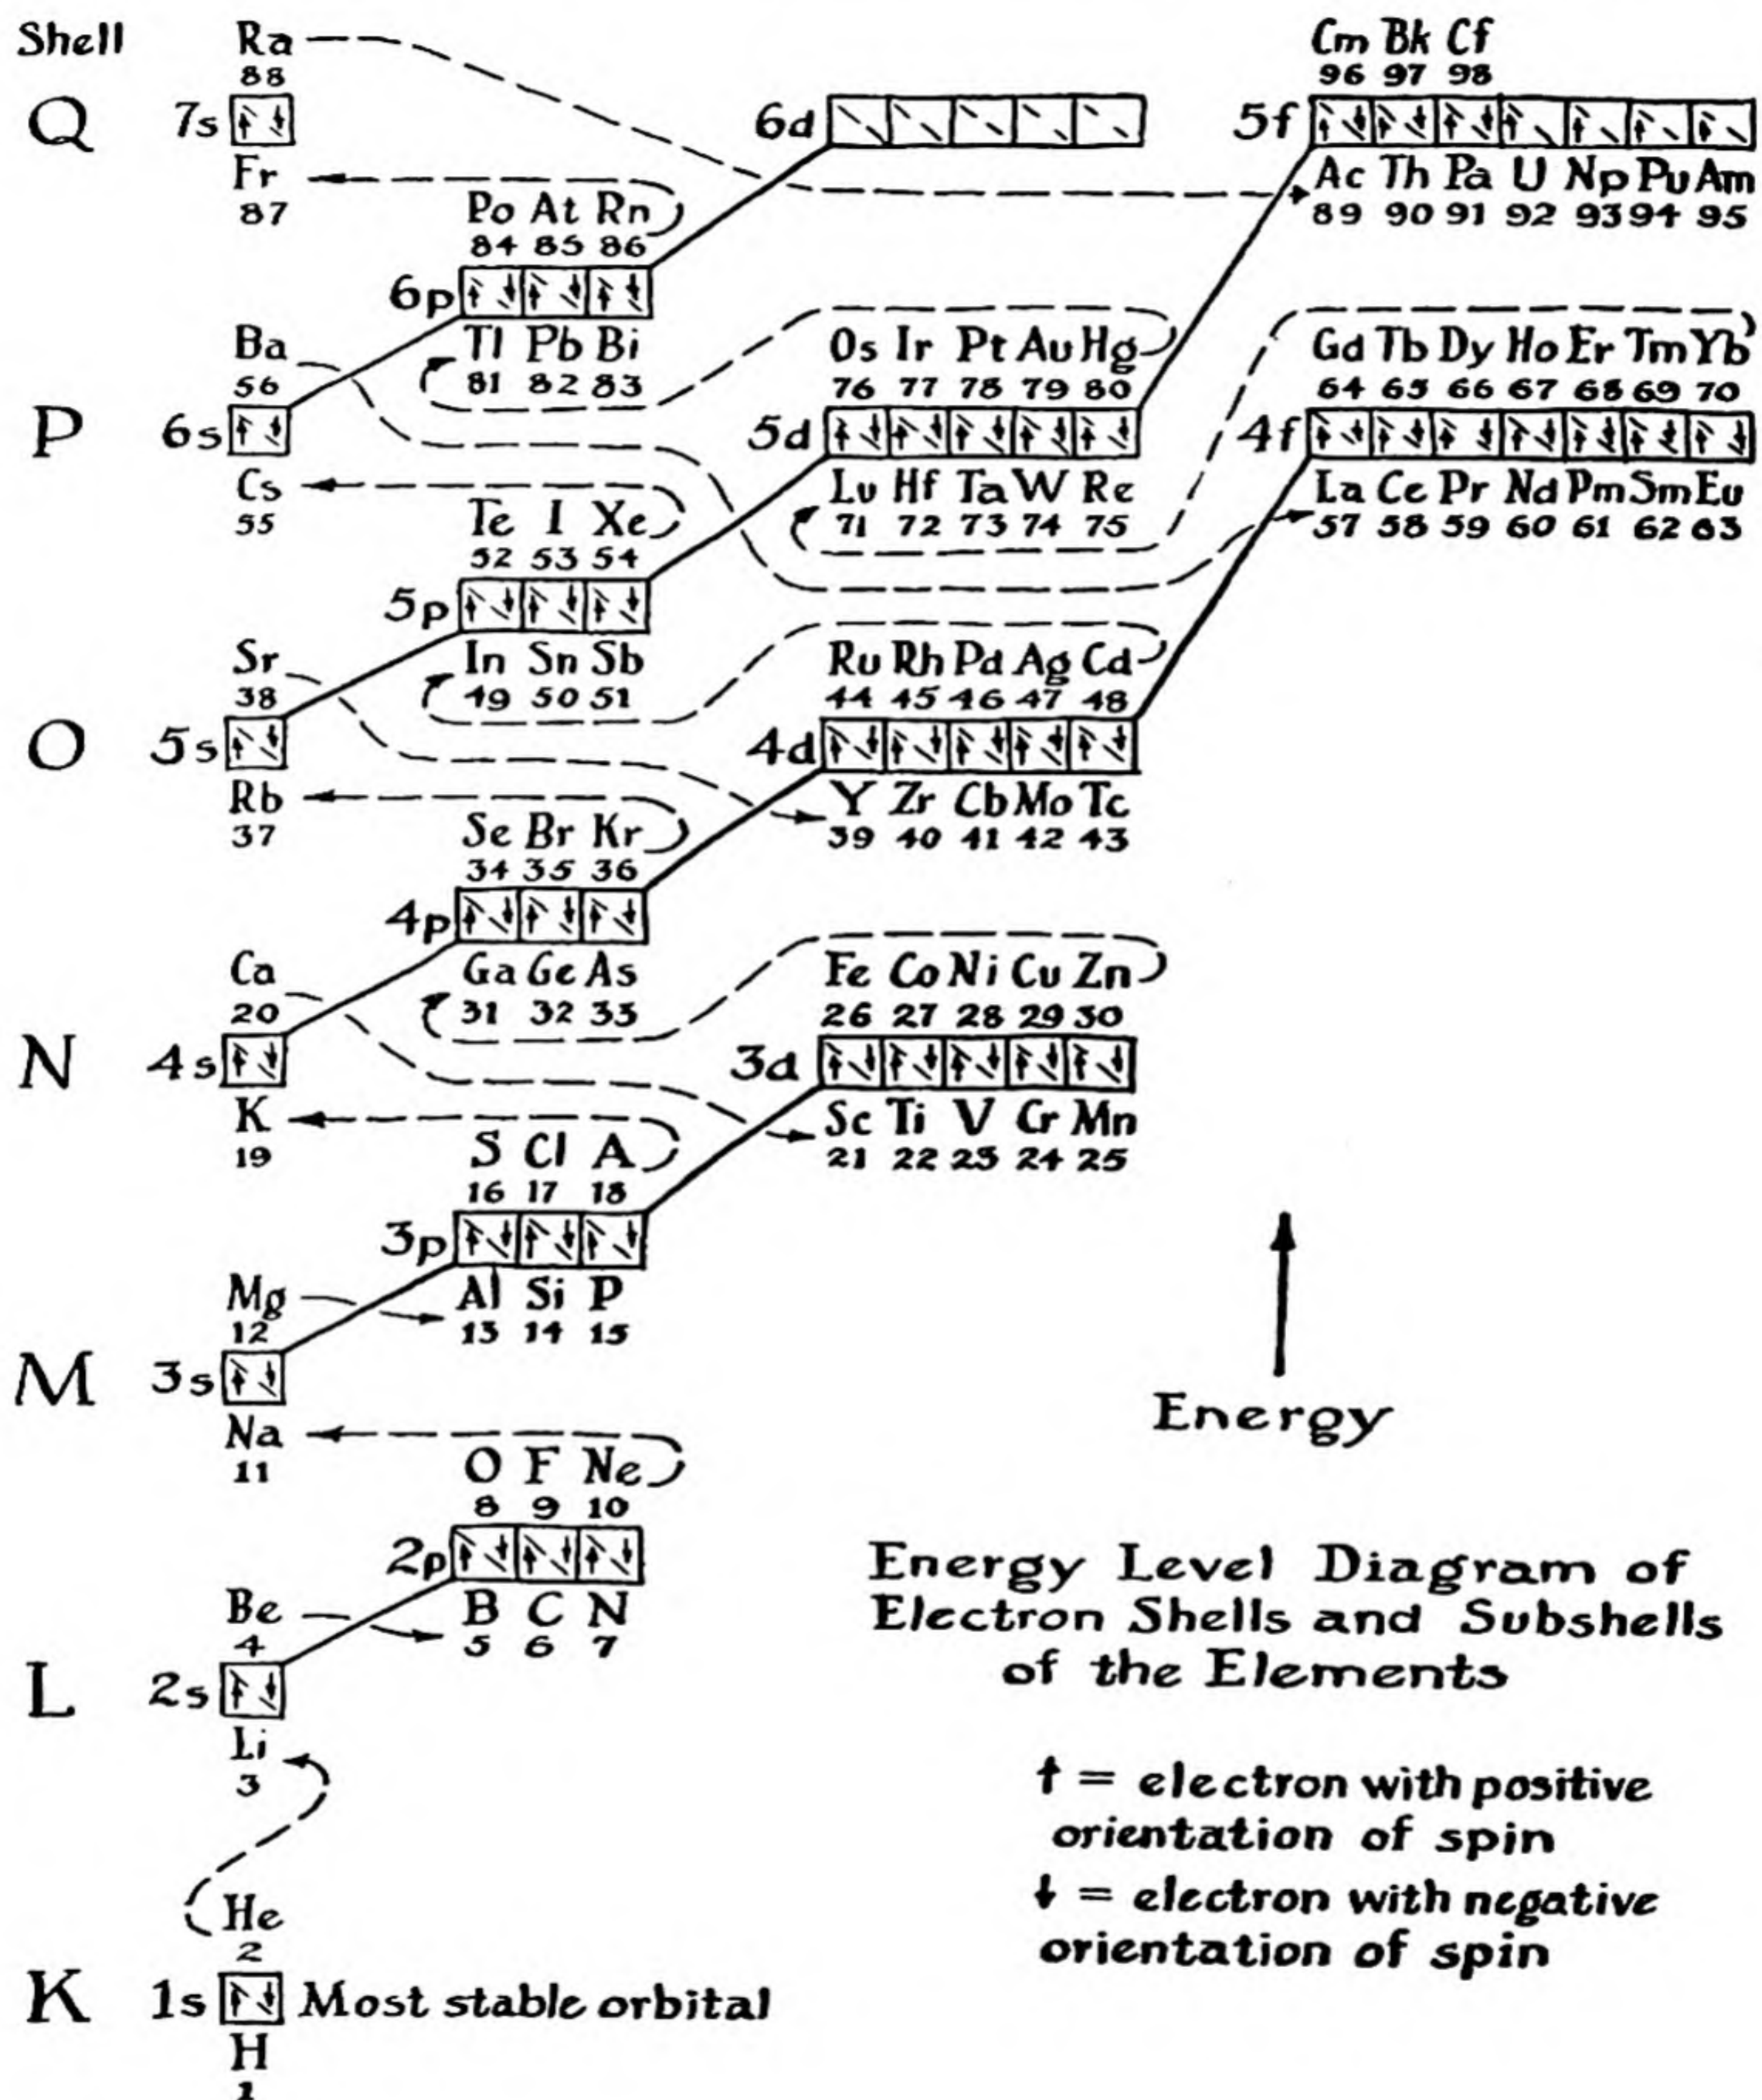 Shell Ra Cm Bk Cf
88 96 97 98
Q 7s 6d 5f
Fr Ac Th Pa U Np Pu Am
87 89 90 91 92 93 94 95
Po At Rn
84 85 86
6p
Ba Tl Pb Bi Os Ir Pt Au Hg Gd Tb Dy Ho Er Tm Yb
56 81 82 83 76 77 78 79 80 64 65 66 67 68 69 70
P 6s 5d 4f
Cs Lu Hf Ta W Re La Ce Pr Nd Pm Sm Eu
55 71 72 73 74 75 57 58 59 60 61 62 63
Te I Xe
52 53 54
5p
Sr In Sn Sb Ru Rh Pd Ag Cd
38 49 50 51 44 45 46 47 48
O 5s 4d
Rb Y Zr Cb Mo Tc
37 39 40 41 42 43
Se Br Kr
34 35 36
4p
Ca Ga Ge As Fe Co Ni Cu Zn
20 31 32 33 26 27 28 29 30
N 4s 3d
K Sc Ti V Cr Mn
19 21 22 23 24 25
S Cl A
16 17 18
3p
Mg Al Si P
12 13 14 15
M 3s
Energy
Na
11
O F Ne
8 9 10
2p
Be B C N
4 5 6 7
L 2s
Li
3
He
2
K 1s Most stable orbital
H
1
Energy Level Diagram of
Electron Shells and Subshells
of the Elements
↑ = electron with positive
orientation of spin
↓ = electron with negative
orientation of spin